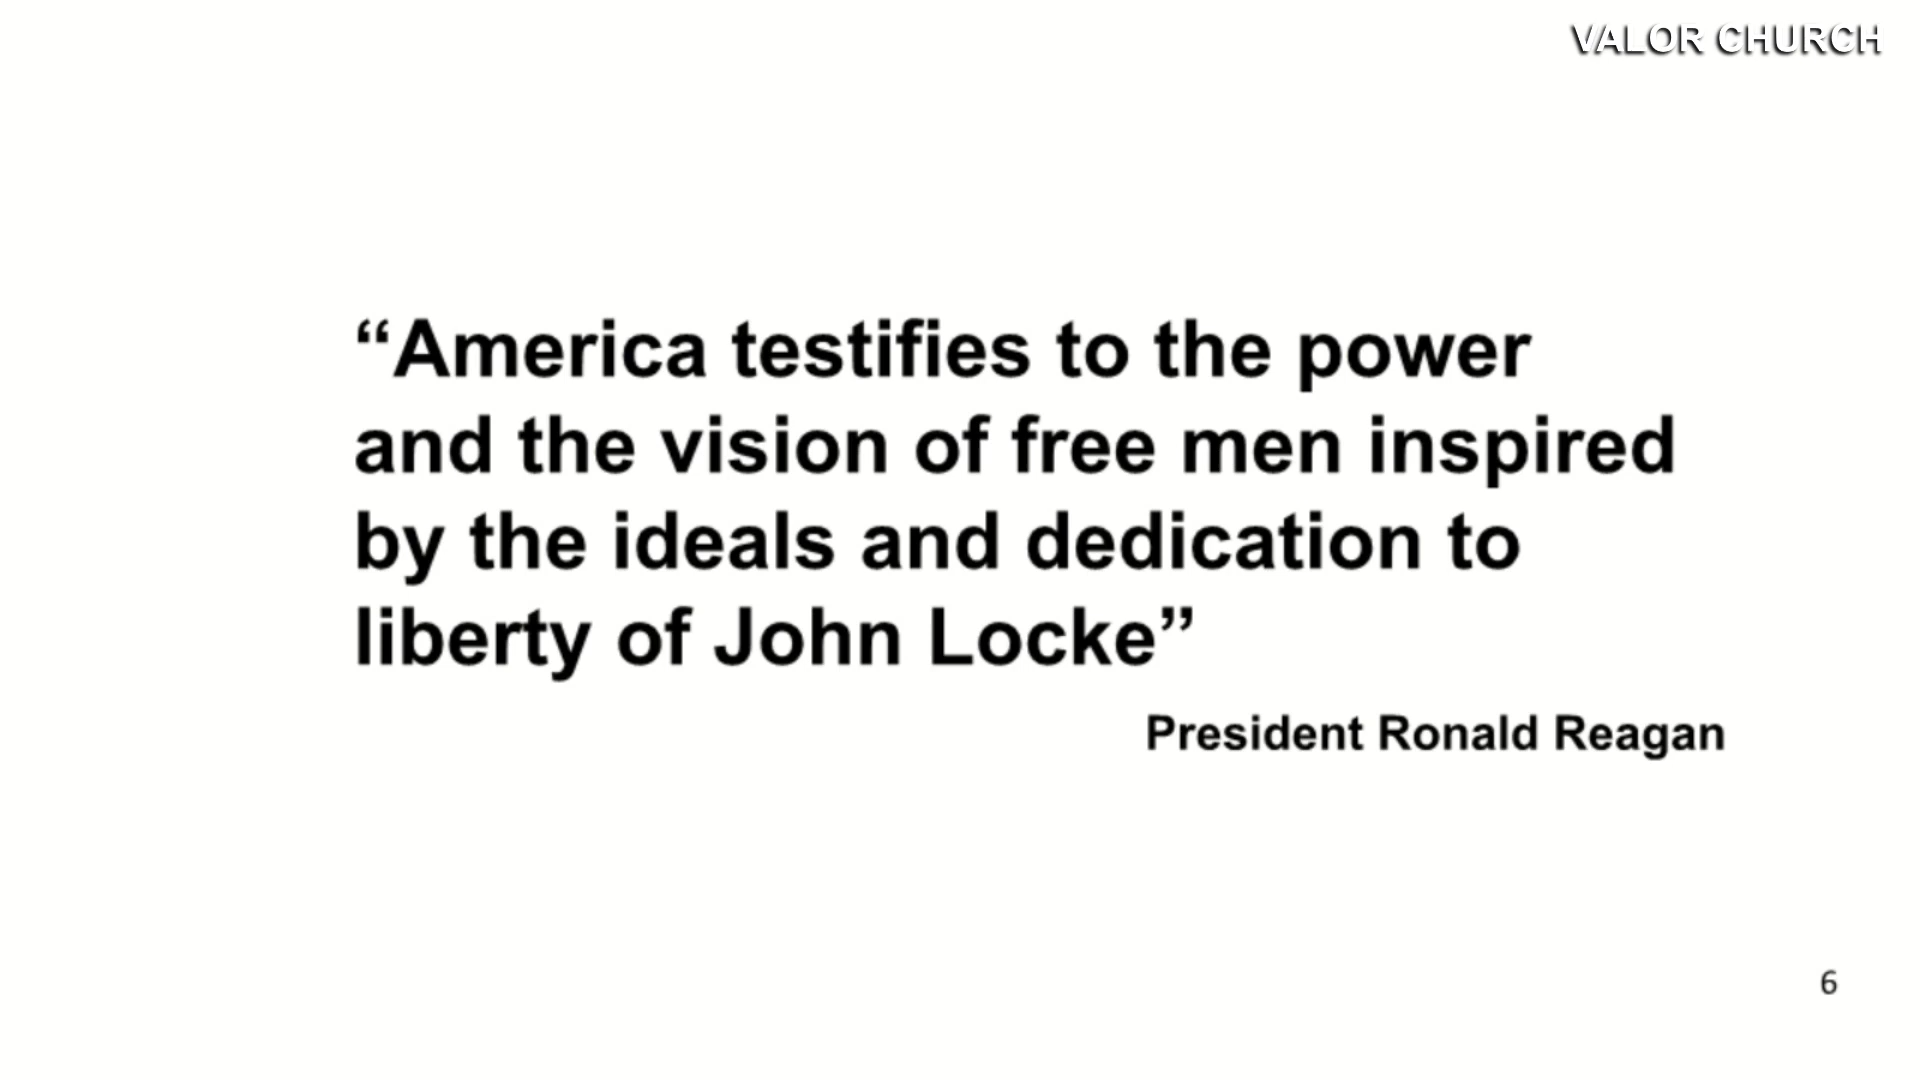 VALOR CHURCH
“America testifies to the power
and the vision of free men inspired
by the ideals and dedication to
liberty of John Locke”
President Ronald Reagan
6